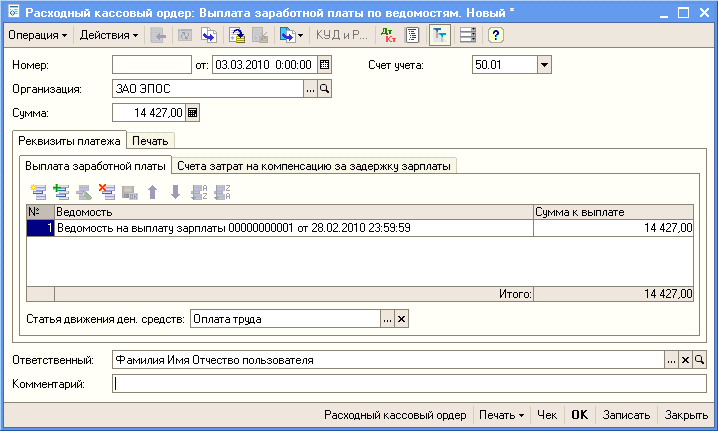 Расходный кассовый ордер: Выплата заработной платы по ведомостям. Новый *
Операция Действия КУД и Р... Дт Кт Тт ?
Номер: от: 03.03.2010 0:00:00 Счет учета: 50.01
Организация: ЗАО ЭПОС ...
Сумма: 14 427,00
Реквизиты платежа Печать
Выплата заработной платы Счета затрат на компенсацию за задержку зарплаты
№ Ведомость Сумма к выплате
1 Ведомость на выплату зарплаты 00000000001 от 28.02.2010 23:59:59 14 427,00
Итого: 14 427,00
Статья движения ден. средств: Оплата труда ... x
Ответственный: Фамилия Имя Отчество пользователя ... x
Комментарий:
Расходный кассовый ордер Печать Чек OK Записать Закрыть